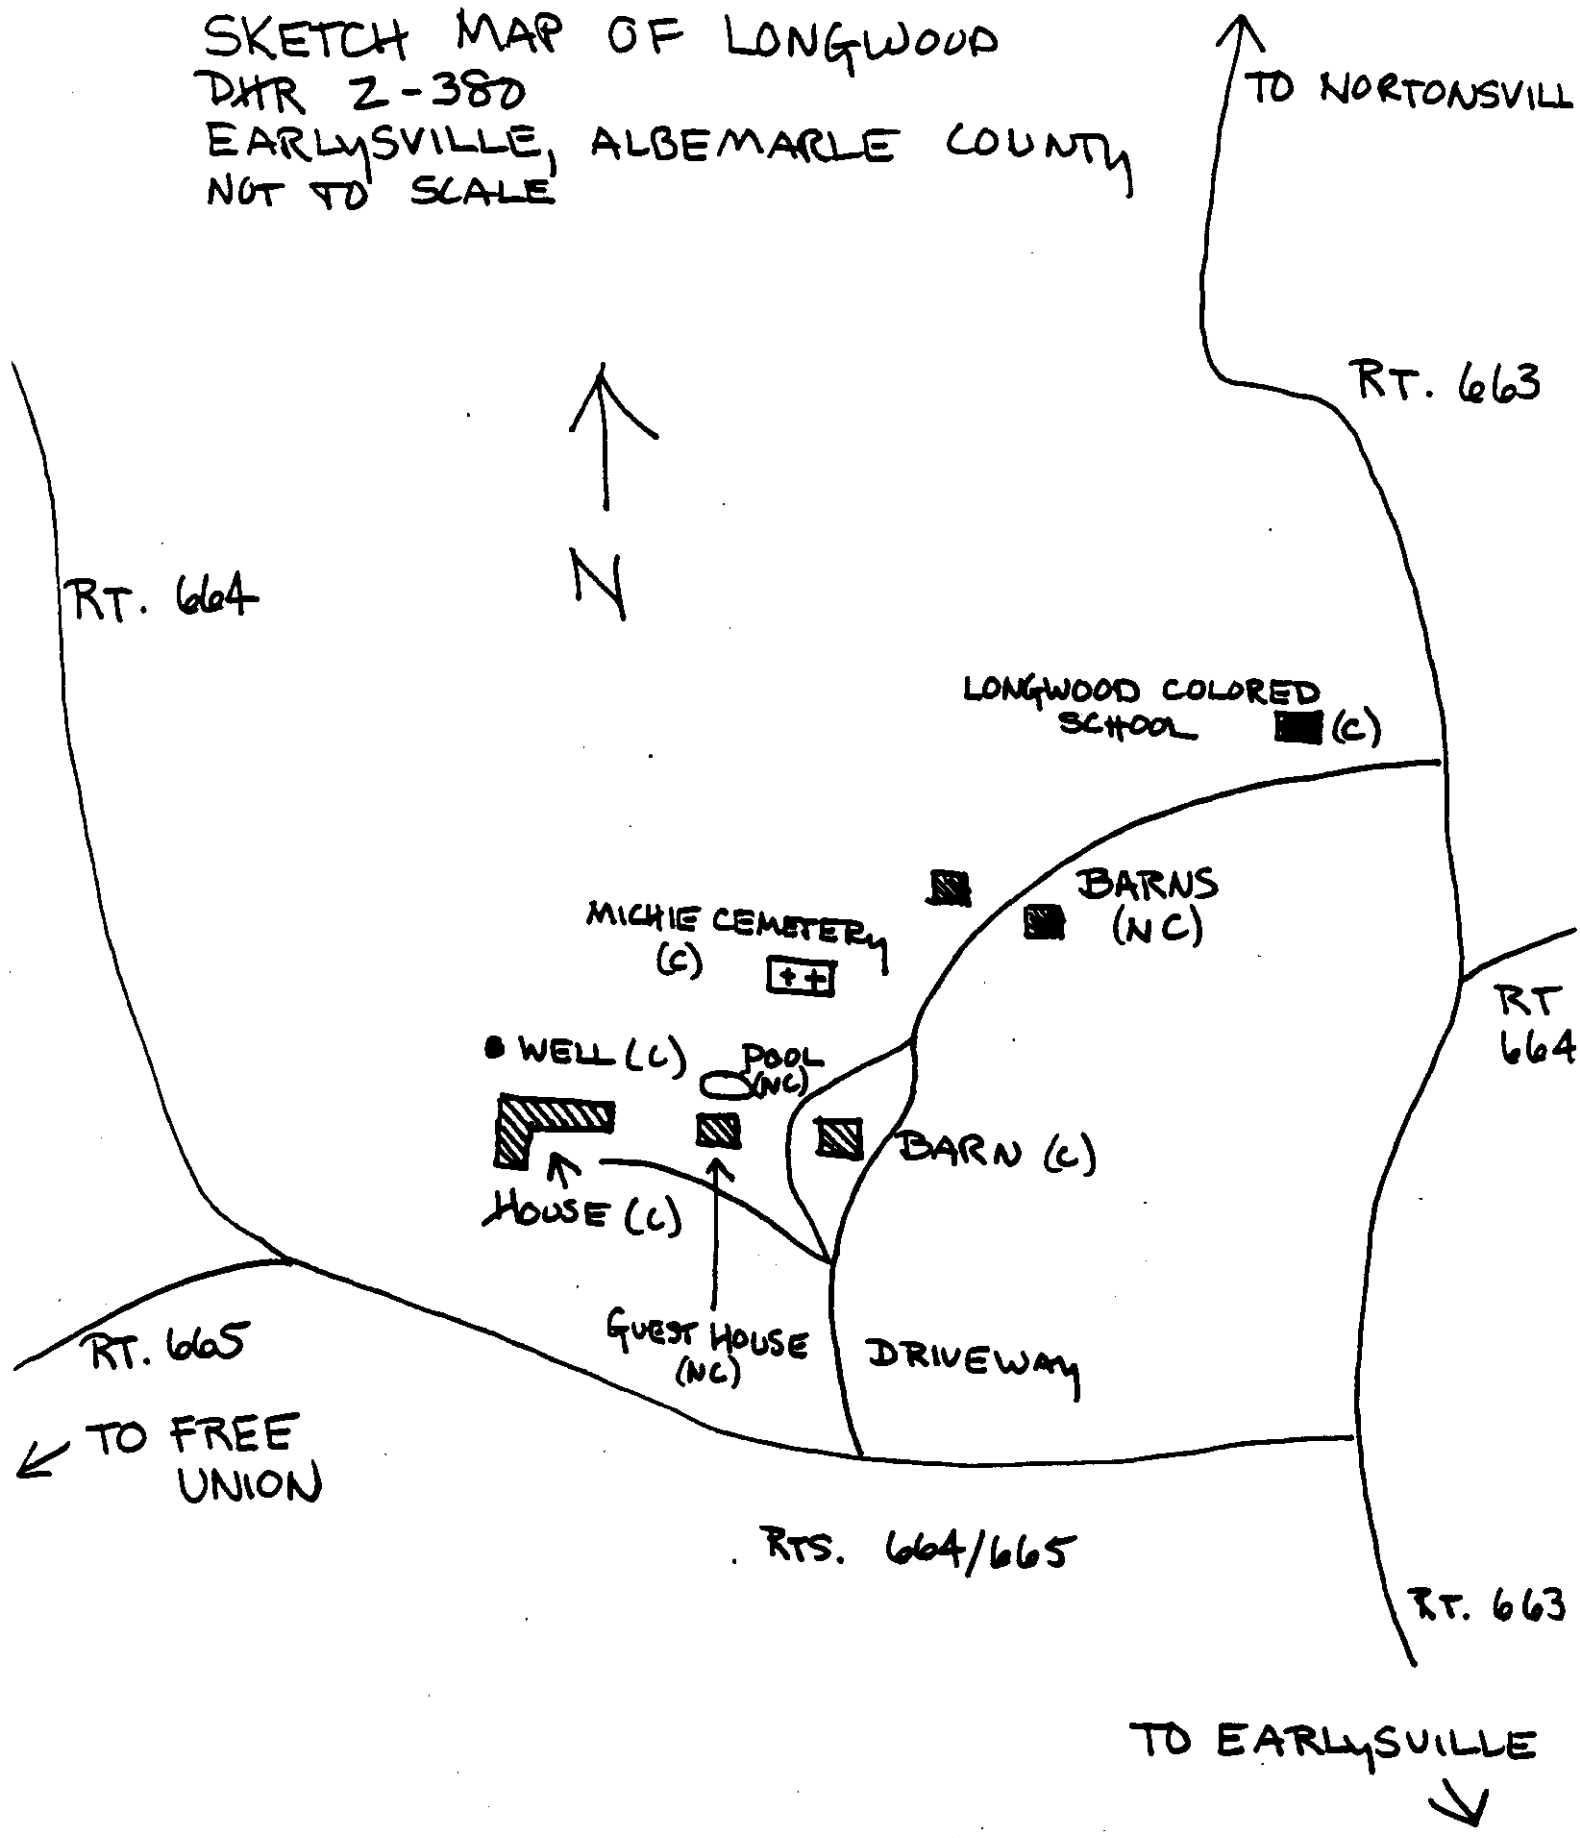 SKETCH MAP OF LONGWOOD
DHR 2-380
EARLYSVILLE, ALBEMARLE COUNTY
NOT TO SCALE
TO NORTONSVILL
RT. 663
N
RT. 664
LONGWOOD COLORED
SCHOOL (C)
BARNS
(NC)
MICHIE CEMETERY
(C)
++
RT
664
WELL (C)
POOL
(NC)
BARN (C)
HOUSE (C)
GUEST HOUSE
(NC)
DRIVEWAY
RT. 665
TO FREE
UNION
RTS. 664/665
RT. 663
TO EARLYSVILLE